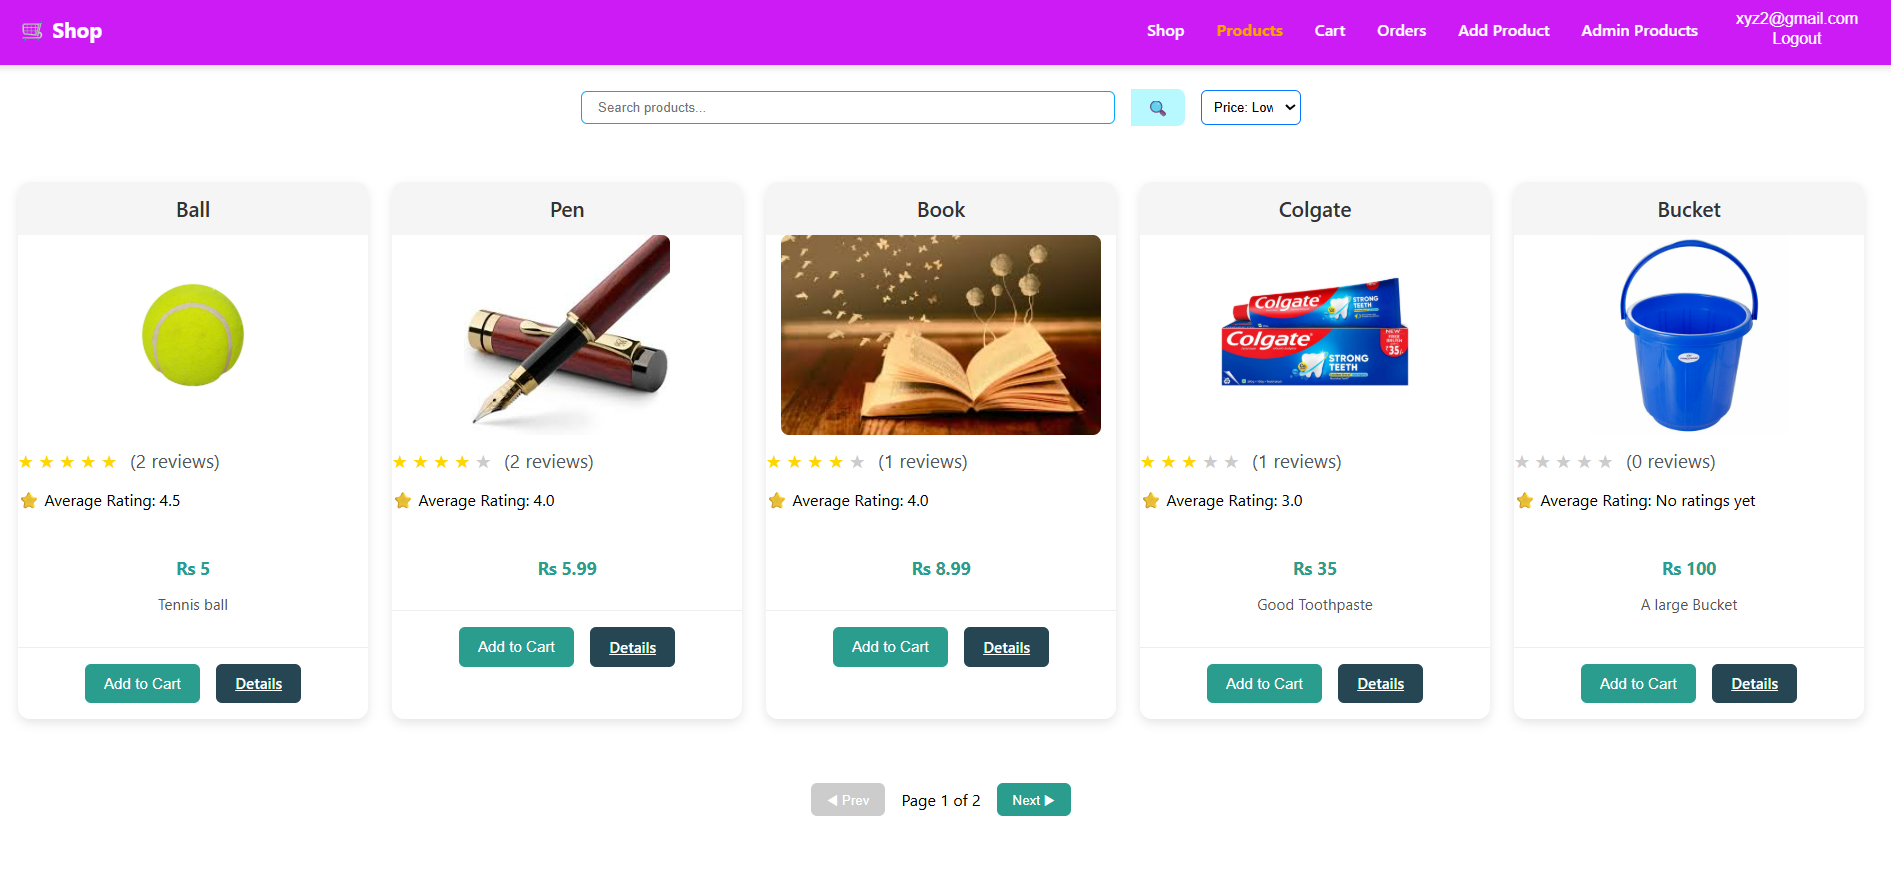 Shop
Shop Products Cart Orders Add Product Admin Products
xyz2@gmail.com
Logout
Search products...
Price: Low
Ball
★ ★ ★ ★ ★ (2 reviews)
⭐ Average Rating: 4.5
Rs 5
Tennis ball
Add to Cart Details
Pen
★ ★ ★ ★ ★ (2 reviews)
⭐ Average Rating: 4.0
Rs 5.99
Add to Cart Details
Book
★ ★ ★ ★ ★ (1 reviews)
⭐ Average Rating: 4.0
Rs 8.99
Add to Cart Details
Colgate
Colgate STRONG TEETH
Colgate
STRONG
TEETH
NEW
35/-
★ ★ ★ ★ ★ (1 reviews)
⭐ Average Rating: 3.0
Rs 35
Good Toothpaste
Add to Cart Details
Bucket
★ ★ ★ ★ ★ (0 reviews)
⭐ Average Rating: No ratings yet
Rs 100
A large Bucket
Add to Cart Details
◀ Prev Page 1 of 2 Next ▶